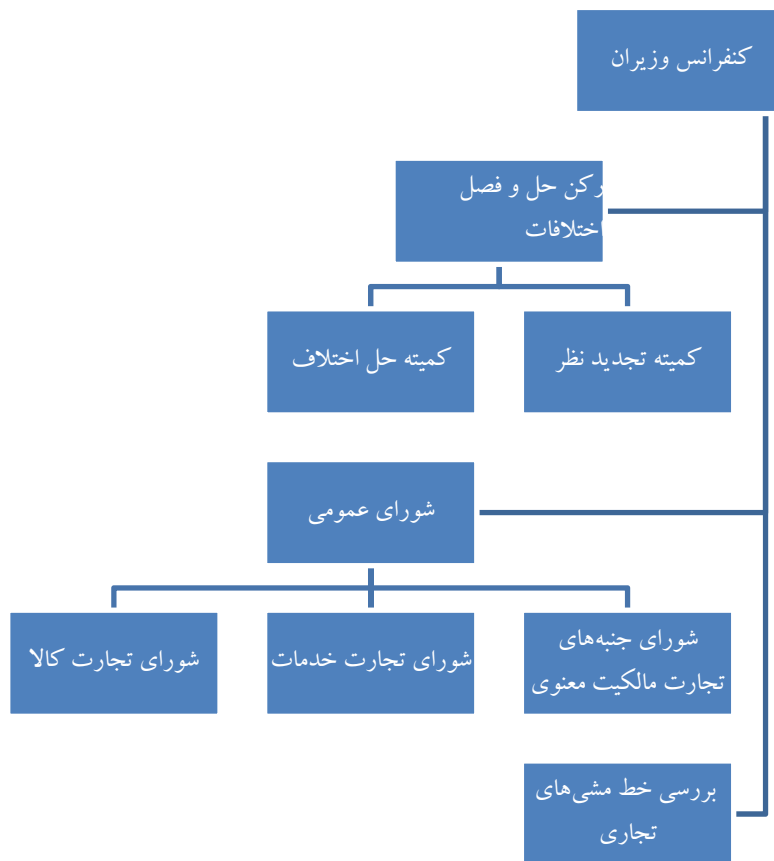 کنفرانس وزیران
رکن حل و فصل
اختلافات
کمیته تجدید نظر
کمیته حل اختلاف
شورای عمومی
شورای جنبه‌های
تجارت مالکیت معنوی
شورای تجارت خدمات
شورای تجارت کالا
بررسی خط مشی‌های
تجاری